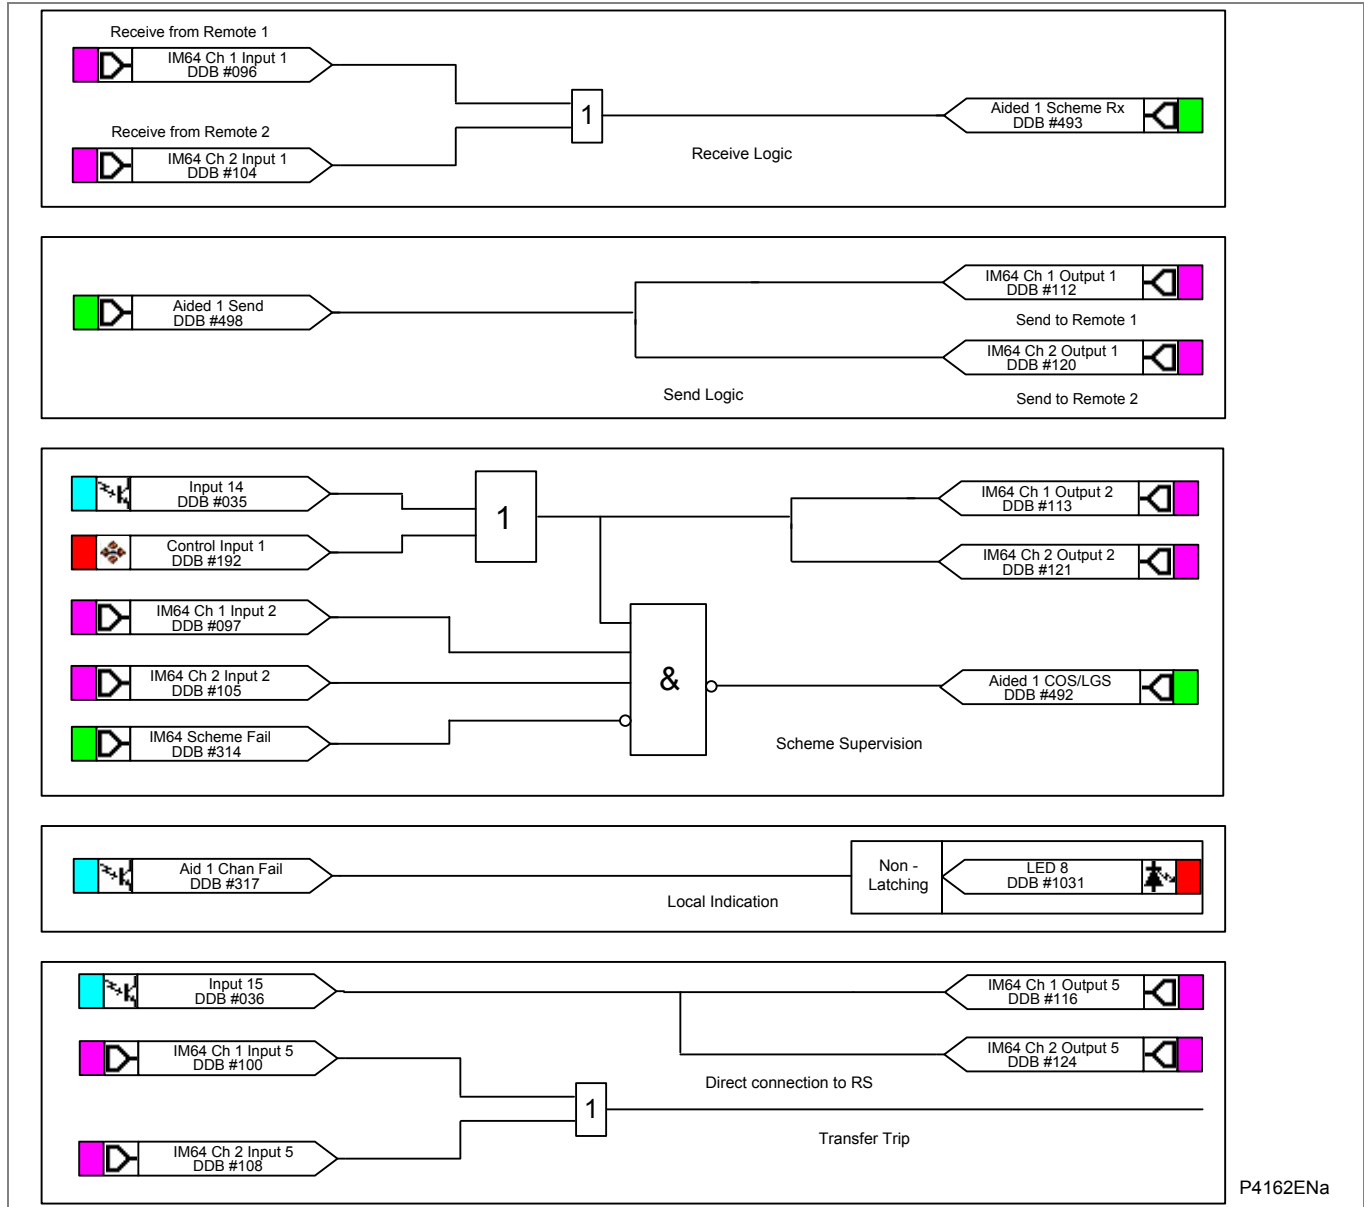 Receive from Remote 1
IM64 Ch 1 Input 1
DDB #096
Receive from Remote 2
IM64 Ch 2 Input 1
DDB #104
1
Receive Logic
Aided 1 Scheme Rx
DDB #493
Aided 1 Send
DDB #498
Send Logic
IM64 Ch 1 Output 1
DDB #112
Send to Remote 1
IM64 Ch 2 Output 1
DDB #120
Send to Remote 2
Input 14
DDB #035
Control Input 1
DDB #192
IM64 Ch 1 Input 2
DDB #097
IM64 Ch 2 Input 2
DDB #105
IM64 Scheme Fail
DDB #314
1
&
IM64 Ch 1 Output 2
DDB #113
IM64 Ch 2 Output 2
DDB #121
Aided 1 COS/LGS
DDB #492
Scheme Supervision
Aid 1 Chan Fail
DDB #317
Local Indication
Non -
Latching
LED 8
DDB #1031
Input 15
DDB #036
IM64 Ch 1 Input 5
DDB #100
IM64 Ch 2 Input 5
DDB #108
1
IM64 Ch 1 Output 5
DDB #116
IM64 Ch 2 Output 5
DDB #124
Direct connection to RS
Transfer Trip
P4162ENa